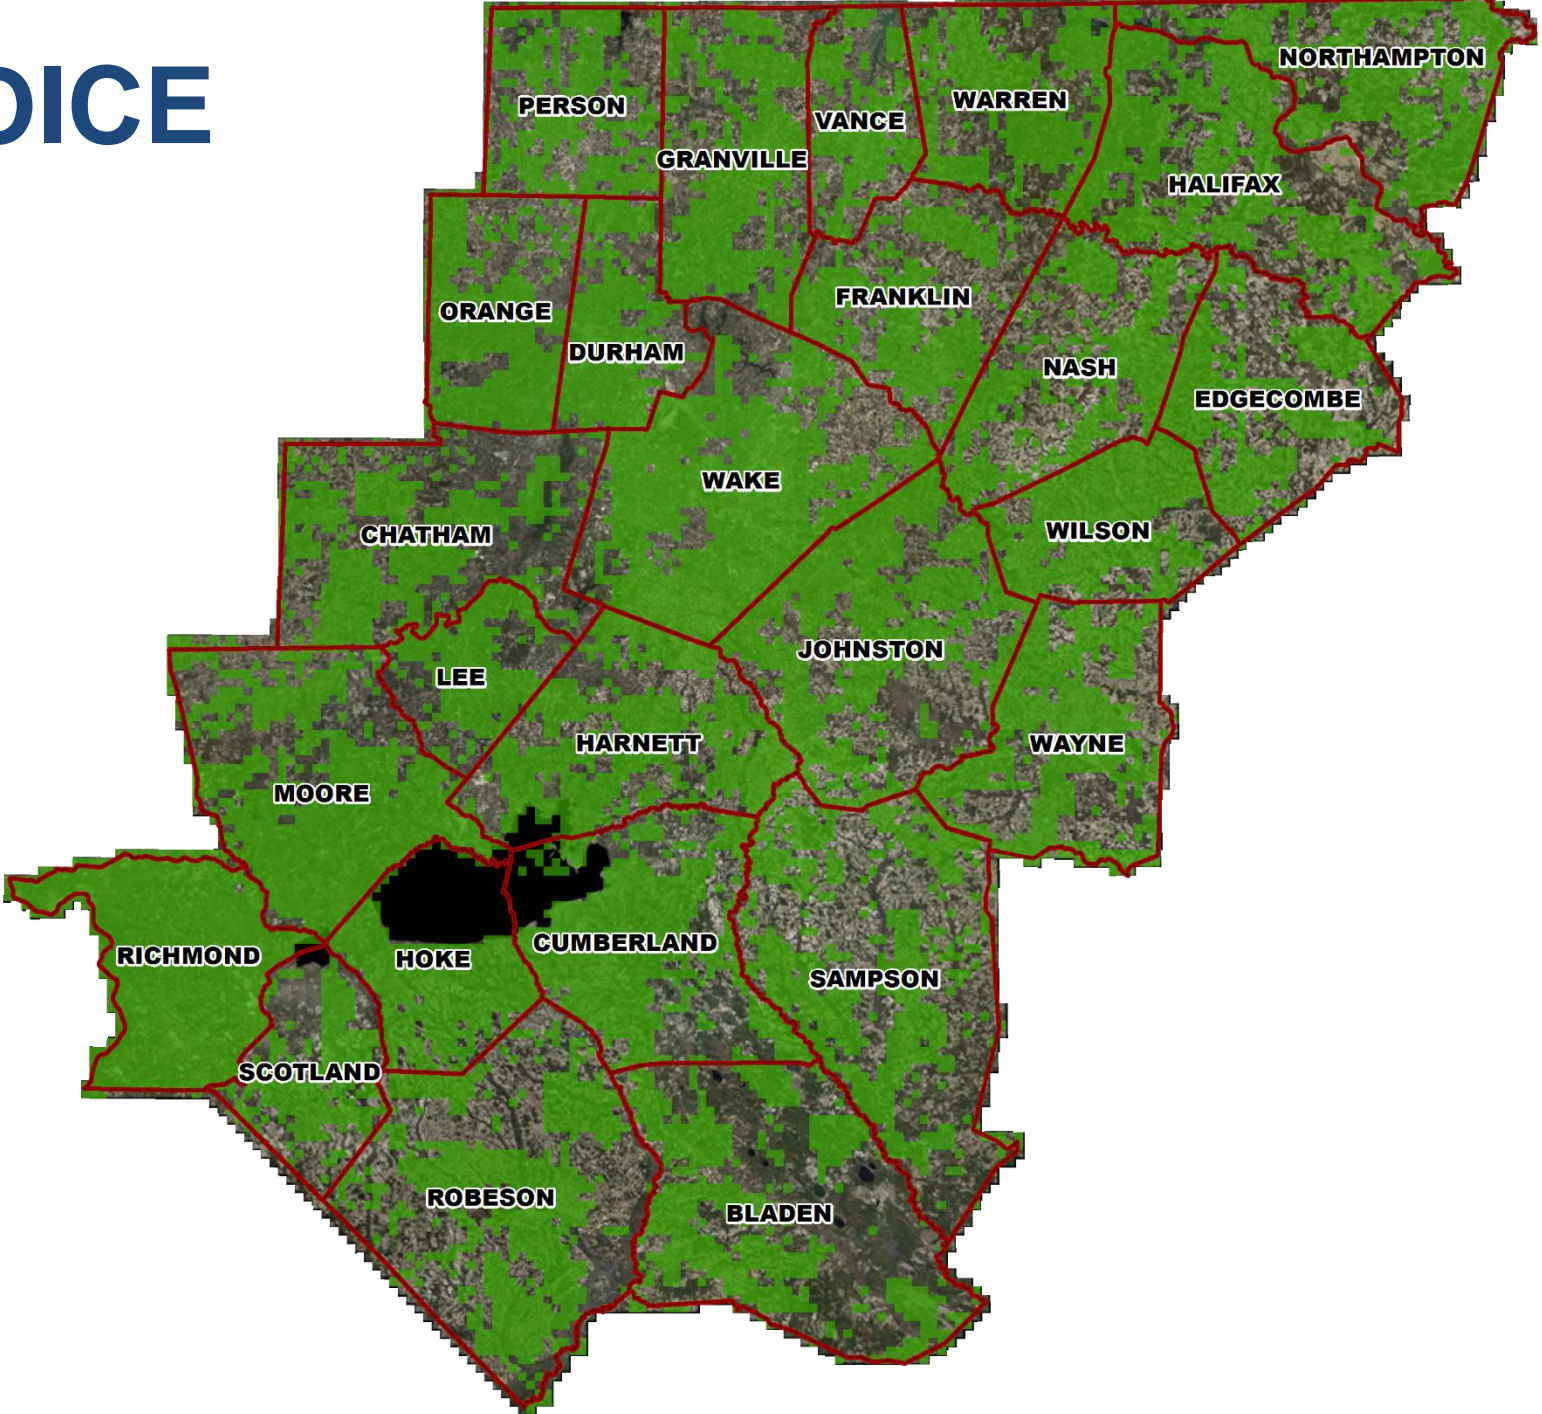 OICE
NORTHAMPTON
PERSON
WARREN
VANCE
GRANVILLE
HALIFAX
FRANKLIN
ORANGE
DURHAM
NASH
EDGECOMBE
WAKE
WILSON
CHATHAM
JOHNSTON
LEE
HARNETT
WAYNE
MOORE
CUMBERLAND
RICHMOND
HOKE
SAMPSON
SCOTLAND
ROBESON
BLADEN